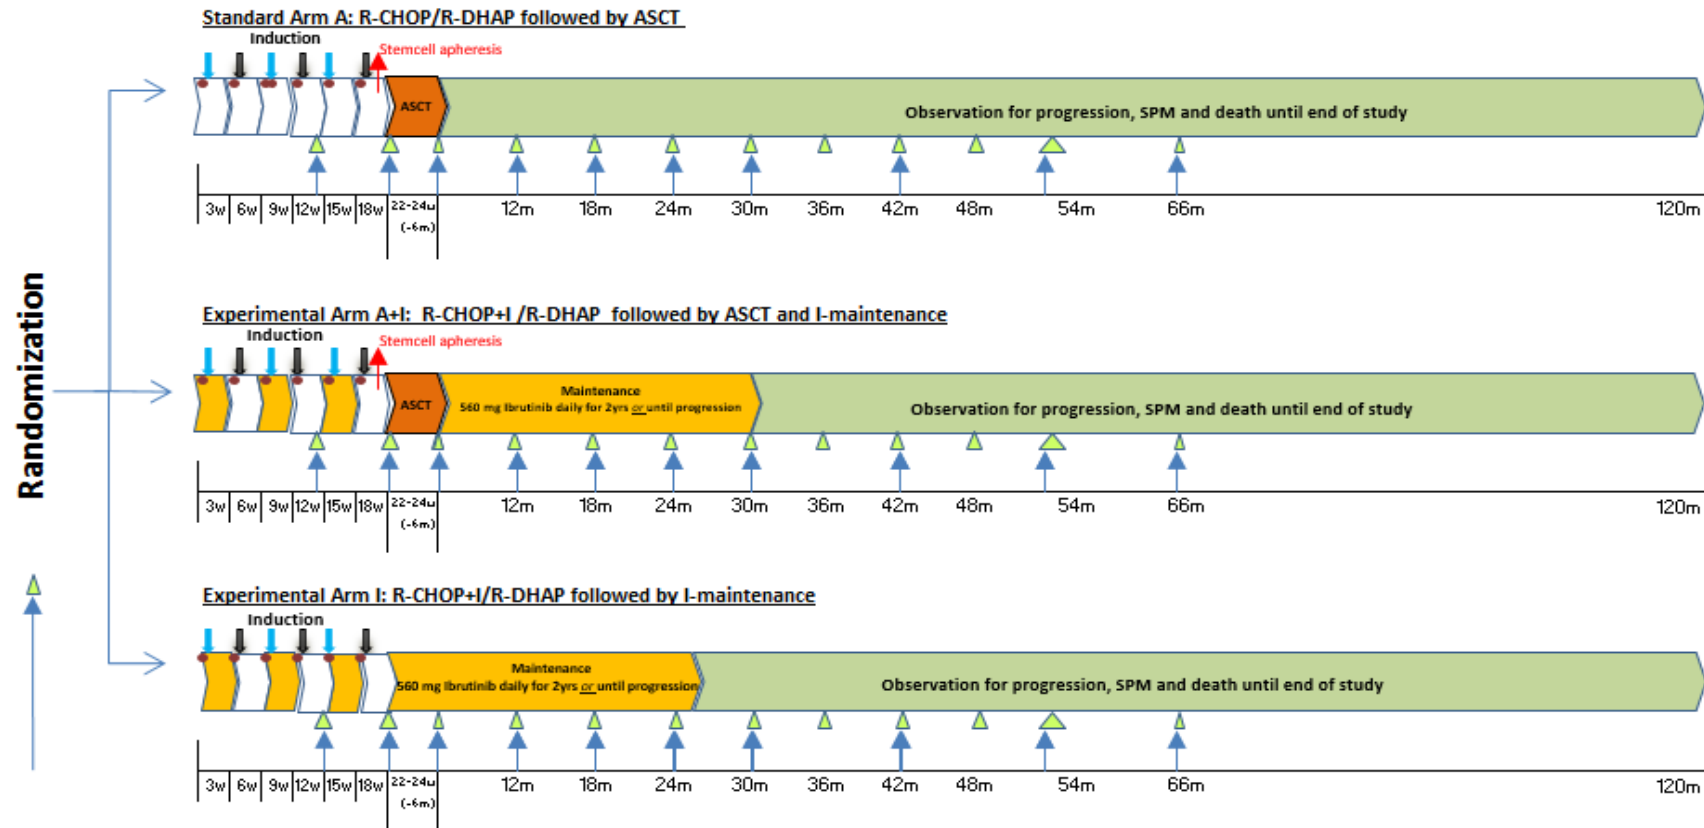 Standard Arm A: R-CHOP/R-DHAP followed by ASCT
Induction
Stemcell apheresis
ASCT
Observation for progression, SPM and death until end of study
3w 6w 9w 12w 15w 18w 22-24w 12m 18m 24m 30m 36m 42m 48m 54m 66m 120m
(-6m)
Randomization
Experimental Arm A+I: R-CHOP+I /R-DHAP followed by ASCT and I-maintenance
Induction
Stemcell apheresis
ASCT
Maintenance
560 mg Ibrutinib daily for 2yrs or until progression
Observation for progression, SPM and death until end of study
3w 6w 9w 12w 15w 18w 22-24w 12m 18m 24m 30m 36m 42m 48m 54m 66m 120m
(-6m)
Experimental Arm I: R-CHOP+I/R-DHAP followed by I-maintenance
Induction
Maintenance
560 mg Ibrutinib daily for 2yrs or until progression
Observation for progression, SPM and death until end of study
3w 6w 9w 12w 15w 18w 22-24w 12m 18m 24m 30m 36m 42m 48m 54m 66m 120m
(-6m)